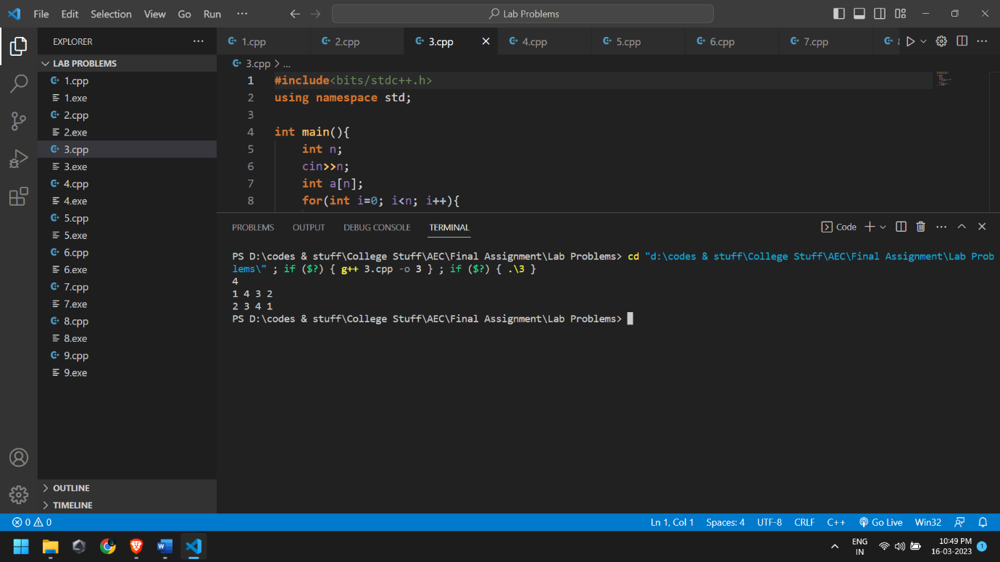 File Edit Selection View Go Run ··· Lab Problems
EXPLORER ···
LAB PROBLEMS
1.cpp
1.exe
2.cpp
2.exe
3.cpp
3.exe
4.cpp
4.exe
5.cpp
5.exe
6.cpp
6.exe
7.cpp
7.exe
8.cpp
8.exe
9.cpp
9.exe
OUTLINE
TIMELINE
1.cpp 2.cpp 3.cpp 4.cpp 5.cpp 6.cpp 7.cpp
3.cpp > ...
1 #include<bits/stdc++.h>
2 using namespace std;
3
4 int main(){
5 int n;
6 cin>>n;
7 int a[n];
8 for(int i=0; i<n; i++){
PROBLEMS OUTPUT DEBUG CONSOLE TERMINAL Code
PS D:\codes & stuff\College Stuff\AEC\Final Assignment\Lab Problems> cd "d:\codes & stuff\College Stuff\AEC\Final Assignment\Lab Prob
lems\" ; if ($?) { g++ 3.cpp -o 3 } ; if ($?) { .\3 }
4
1 4 3 2
2 3 4 1
PS D:\codes & stuff\College Stuff\AEC\Final Assignment\Lab Problems>
0 0 Ln 1, Col 1 Spaces: 4 UTF-8 CRLF C++ Go Live Win32
ENG
IN
10:49 PM
16-03-2023
1